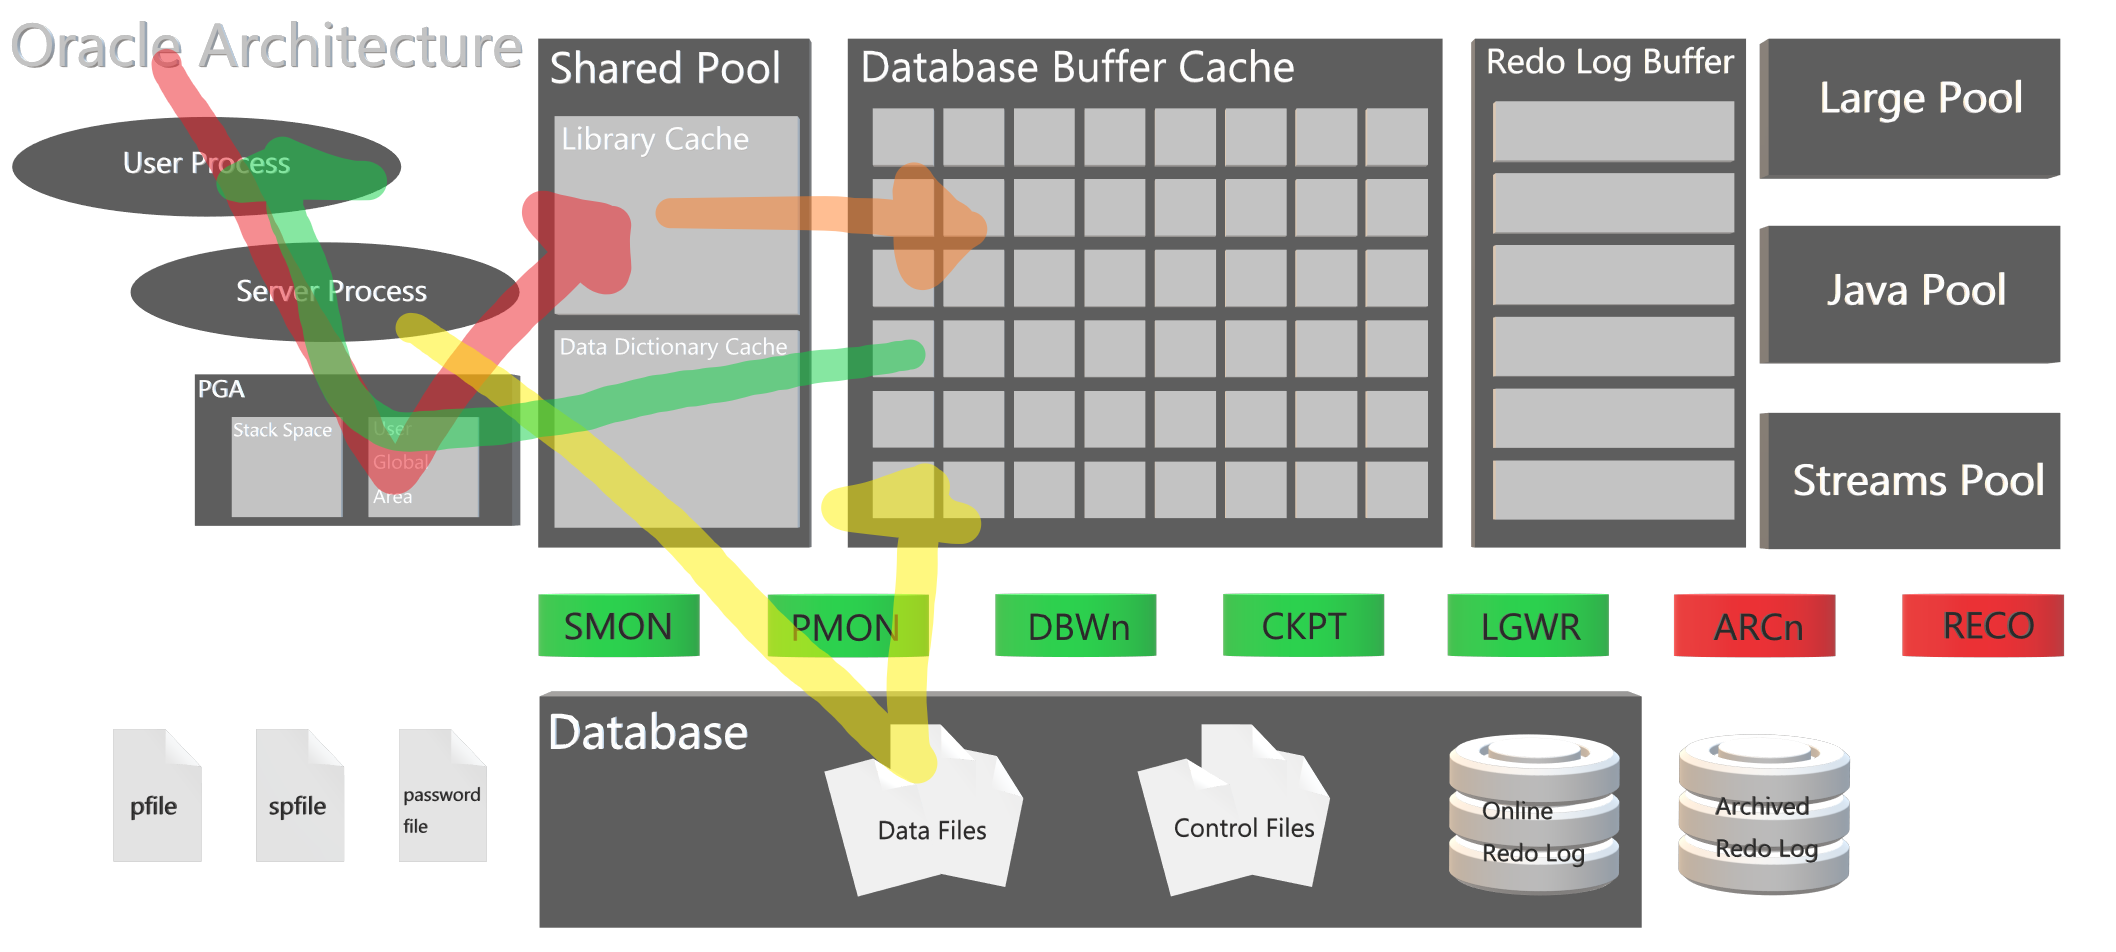 Oracle Architecture
Shared Pool
Database Buffer Cache
Redo Log Buffer
Large Pool
Library Cache
User Process
Server Process
Java Pool
Data Dictionary Cache
PGA
Stack Space
User
Global
Area
Streams Pool
SMON
PMON
DBWn
CKPT
LGWR
ARCn
RECO
Database
pfile
spfile
password
file
Data Files
Control Files
Online
Redo Log
Archived
Redo Log